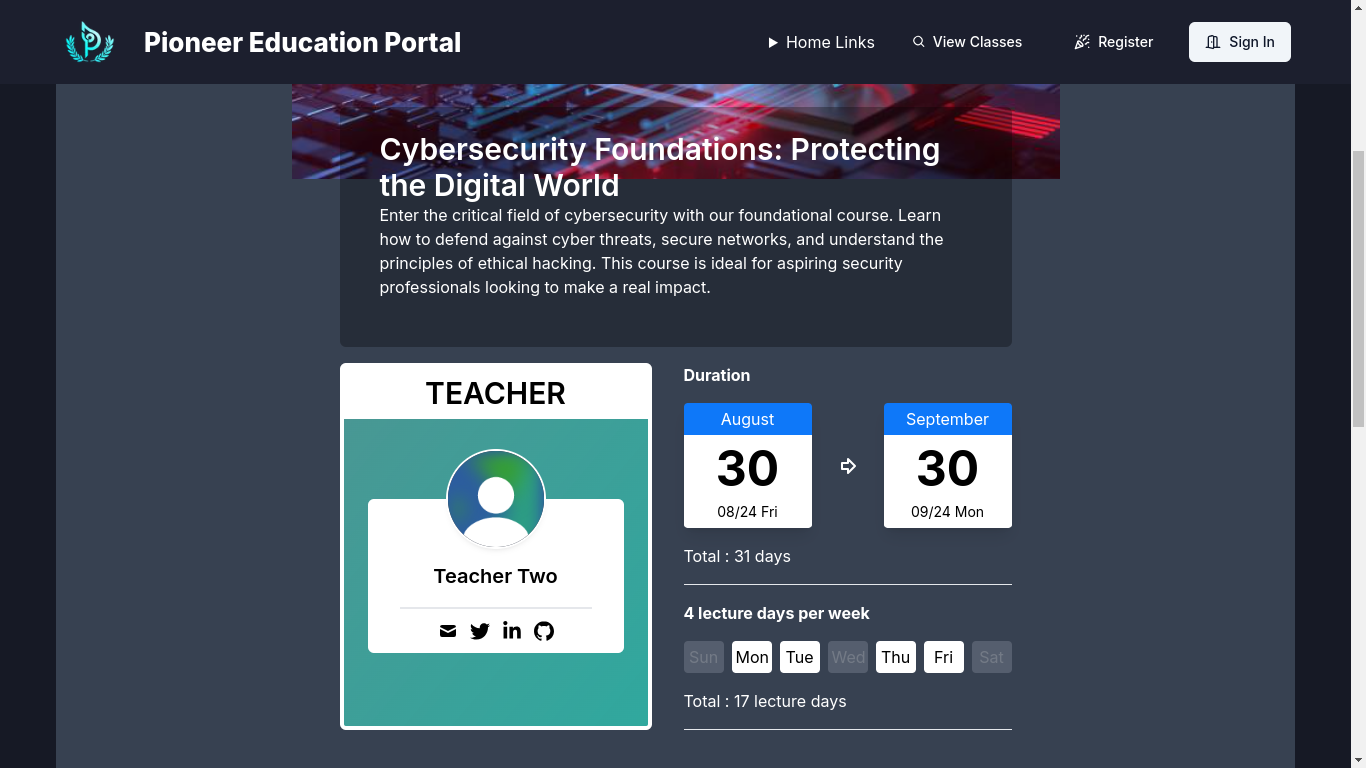 Pioneer Education Portal
Home Links
View Classes
Register
Sign In
Cybersecurity Foundations: Protecting
the Digital World
Enter the critical field of cybersecurity with our foundational course. Learn
how to defend against cyber threats, secure networks, and understand the
principles of ethical hacking. This course is ideal for aspiring security
professionals looking to make a real impact.
TEACHER
Teacher Two
Duration
August
30
08/24 Fri
September
30
09/24 Mon
Total : 31 days
4 lecture days per week
Sun Mon Tue Wed Thu Fri Sat
Total : 17 lecture days